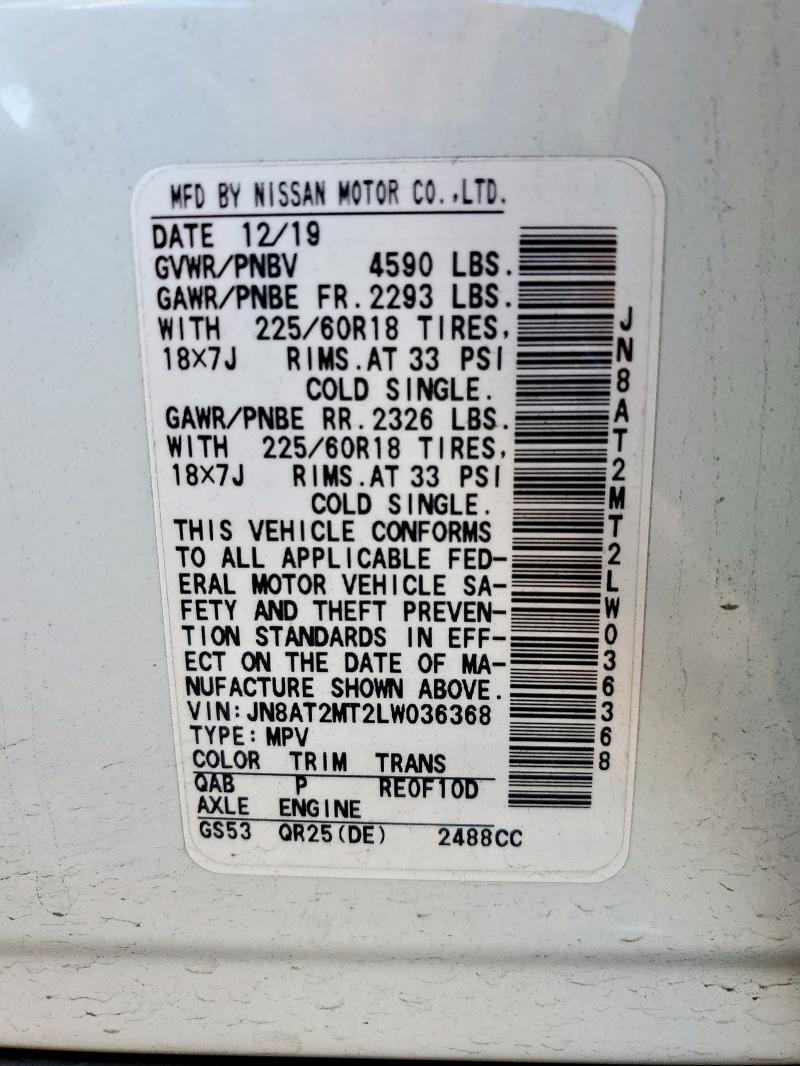 MFD BY NISSAN MOTOR CO.,LTD.
DATE 12/19
GVWR/PNBV 4590 LBS.
GAWR/PNBE FR.2293 LBS.
WITH 225/60R18 TIRES,
18X7J RIMS.AT 33 PSI
COLD SINGLE.
GAWR/PNBE RR.2326 LBS.
WITH 225/60R18 TIRES,
18X7J RIMS.AT 33 PSI
COLD SINGLE.
THIS VEHICLE CONFORMS
TO ALL APPLICABLE FED-
ERAL MOTOR VEHICLE SA-
FETY AND THEFT PREVEN-
TION STANDARDS IN EFF-
ECT ON THE DATE OF MA-
NUFACTURE SHOWN ABOVE.
VIN:JN8AT2MT2LW036368
TYPE:MPV
COLOR TRIM TRANS
QAB P RE0F10D
AXLE ENGINE
GS53 QR25(DE) 2488CC
JN8AT2MT2LW036368